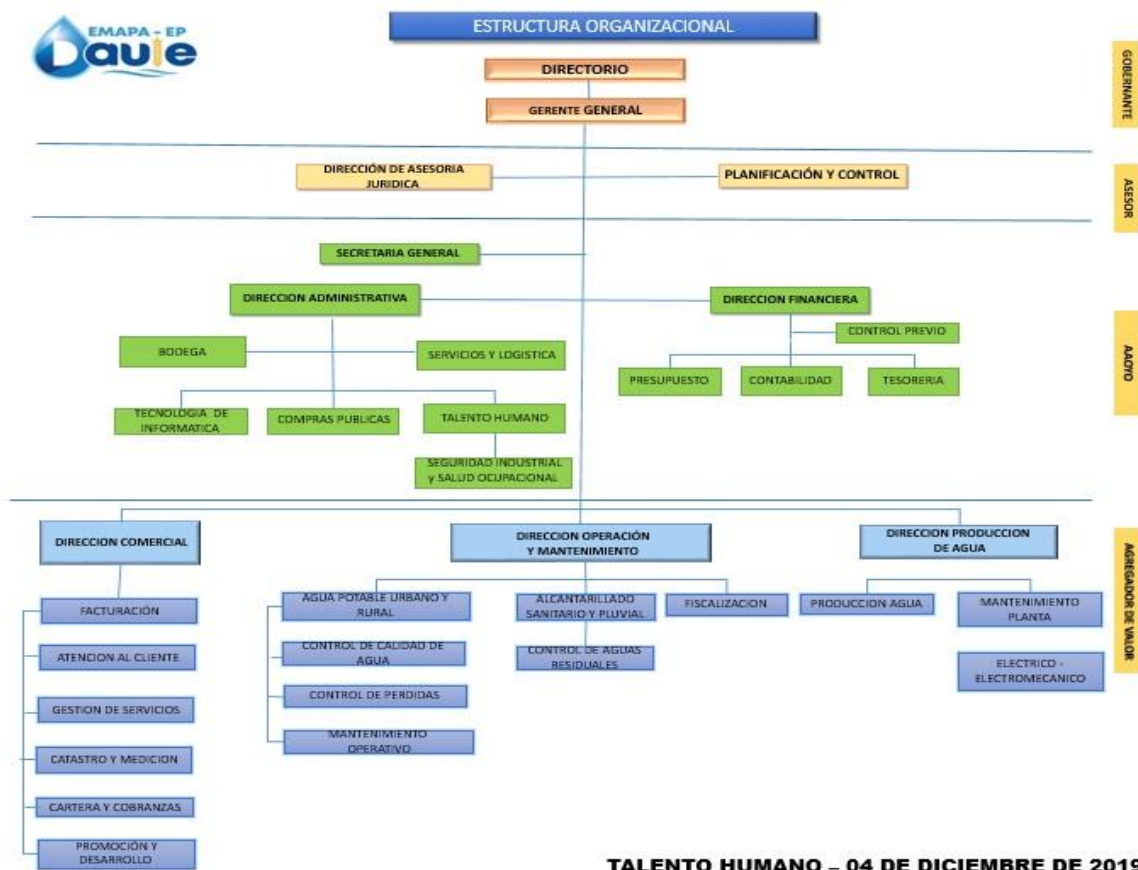 EMAPA - EP
Daule
ESTRUCTURA ORGANIZACIONAL
DIRECTORIO
GERENTE GENERAL
GOBERNANTE
DIRECCIÓN DE ASESORIA
JURIDICA
PLANIFICACIÓN Y CONTROL
ASESOR
SECRETARIA GENERAL
DIRECCION ADMINISTRATIVA
DIRECCION FINANCIERA
CONTROL PREVIO
BODEGA
SERVICIOS Y LOGISTICA
PRESUPUESTO
CONTABILIDAD
TESORERIA
AAOYO
TECNOLOGIA DE
INFORMATICA
COMPRAS PUBLICAS
TALENTO HUMANO
SEGURIDAD INDUSTRIAL
y SALUD OCUPACIONAL
DIRECCION COMERCIAL
DIRECCION OPERACIÓN
Y MANTENIMIENTO
DIRECCION PRODUCCION
DE AGUA
AGREGADOR DE VALOR
FACTURACIÓN
ATENCION AL CLIENTE
GESTION DE SERVICIOS
CATASTRO Y MEDICION
CARTERA Y COBRANZAS
PROMOCIÓN Y
DESARROLLO
AGUA POTABLE URBANO Y
RURAL
CONTROL DE CALIDAD DE
AGUA
CONTROL DE PERDIDAS
MANTENIMIENTO
OPERATIVO
ALCANTARILLADO
SANITARIO Y PLUVIAL
CONTROL DE AGUAS
RESIDUALES
FISCALIZACION
PRODUCCION AGUA
MANTENIMIENTO
PLANTA
ELECTRICO -
ELECTROMECANICO
TALENTO HUMANO – 04 DE DICIEMBRE DE 2019